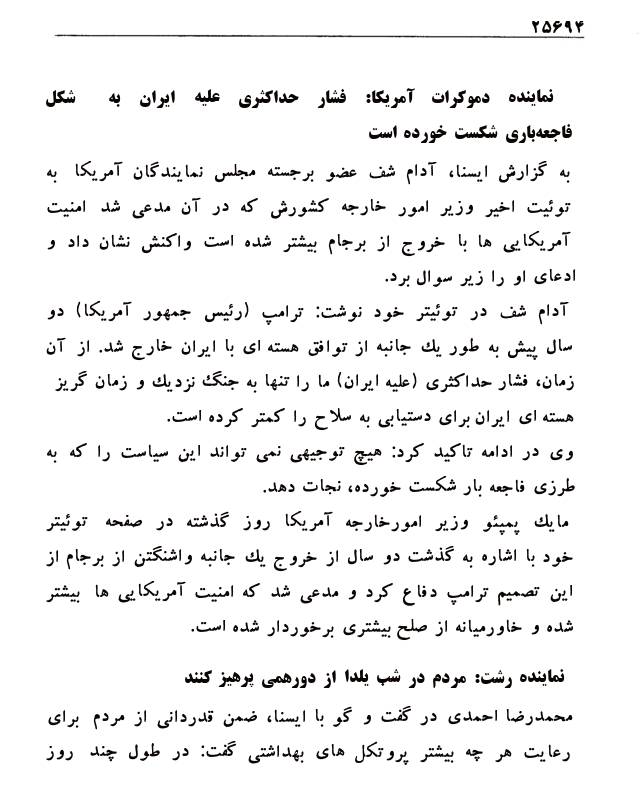 ۲۵۶۹۴
نماینده دموکرات آمریکا: فشار حداکثری علیه ایران به شکل
فاجعه‌باری شکست خورده است
به گزارش ایسنا، آدام شف عضو برجسته مجلس نمایندگان آمریکا به
توئیت اخیر وزیر امور خارجه کشورش که در آن مدعی شد امنیت
آمریکایی ها با خروج از برجام بیشتر شده است واکنش نشان داد و
ادعای او را زیر سوال برد.
آدام شف در توئیتر خود نوشت: ترامپ (رئیس جمهور آمریکا) دو
سال پیش به طور یك جانبه از توافق هسته ای با ایران خارج شد. از آن
زمان، فشار حداکثری (علیه ایران) ما را تنها به جنگ نزدیك و زمان گریز
هسته ای ایران برای دستیابی به سلاح را کمتر کرده است.
وی در ادامه تاکید کرد: هیچ توجیهی نمی تواند این سیاست را که به
طرزی فاجعه بار شکست خورده، نجات دهد.
مایك پمپئو وزیر امورخارجه آمریکا روز گذشته در صفحه توئیتر
خود با اشاره به گذشت دو سال از خروج یك جانبه واشنگتن از برجام از
این تصمیم ترامپ دفاع کرد و مدعی شد که امنیت آمریکایی ها بیشتر
شده و خاورمیانه از صلح بیشتری برخوردار شده است.
نماینده رشت: مردم در شب یلدا از دورهمی پرهیز کنند
محمدرضا احمدی در گفت و گو با ایسنا، ضمن قدردانی از مردم برای
رعایت هر چه بیشتر پروتکل های بهداشتی گفت: در طول چند روز